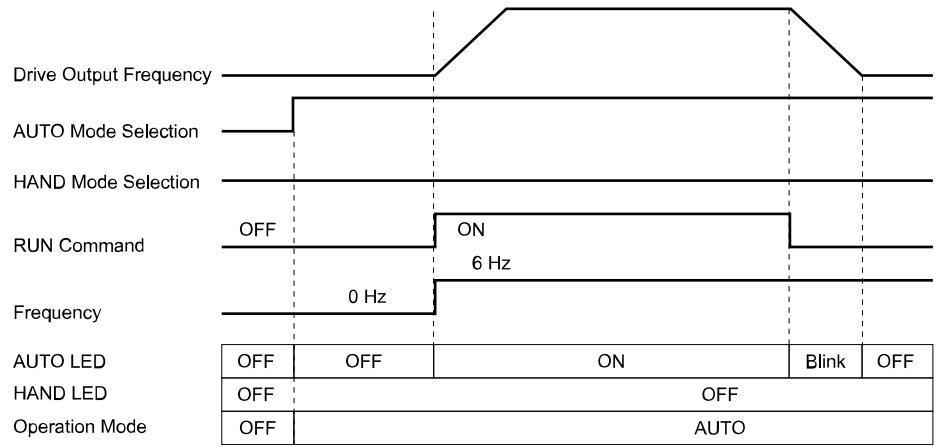 Drive Output Frequency
AUTO Mode Selection
HAND Mode Selection
RUN Command OFF ON
6 Hz
Frequency 0 Hz
AUTO LED OFF OFF ON Blink OFF
HAND LED OFF OFF
Operation Mode OFF AUTO